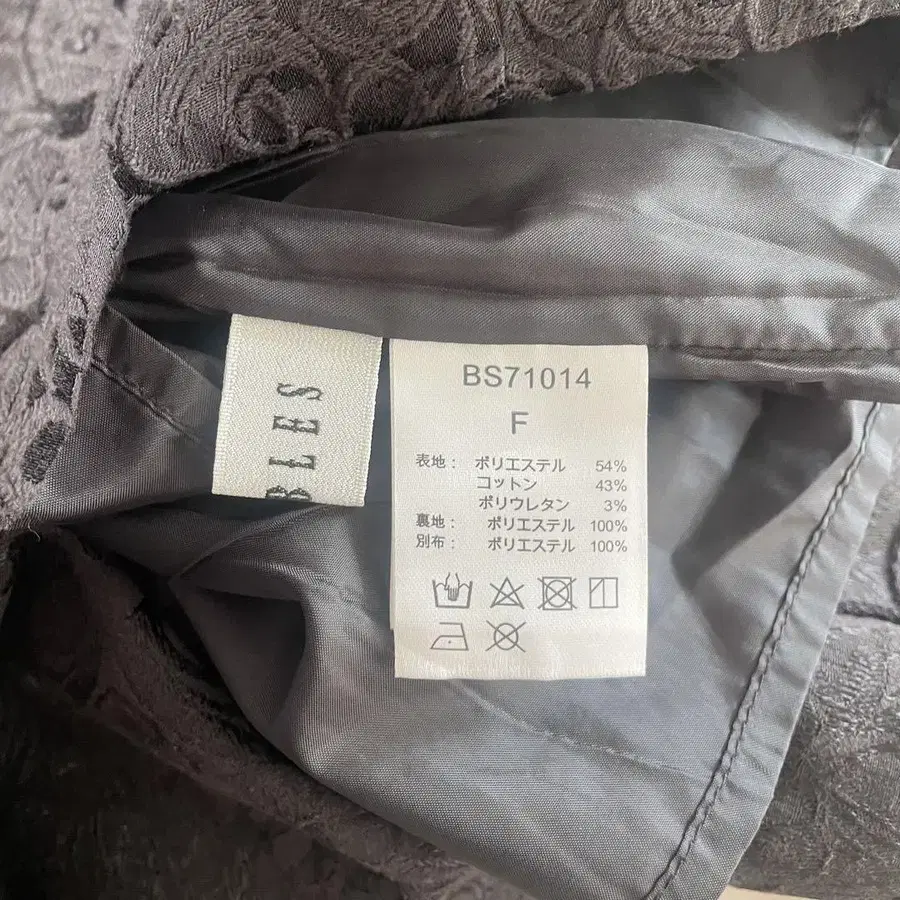 BLES
BS71014
F
表地： ポリエステル 54%
コットン 43%
ポリウレタン 3%
裏地： ポリエステル 100%
別布： ポリエステル 100%